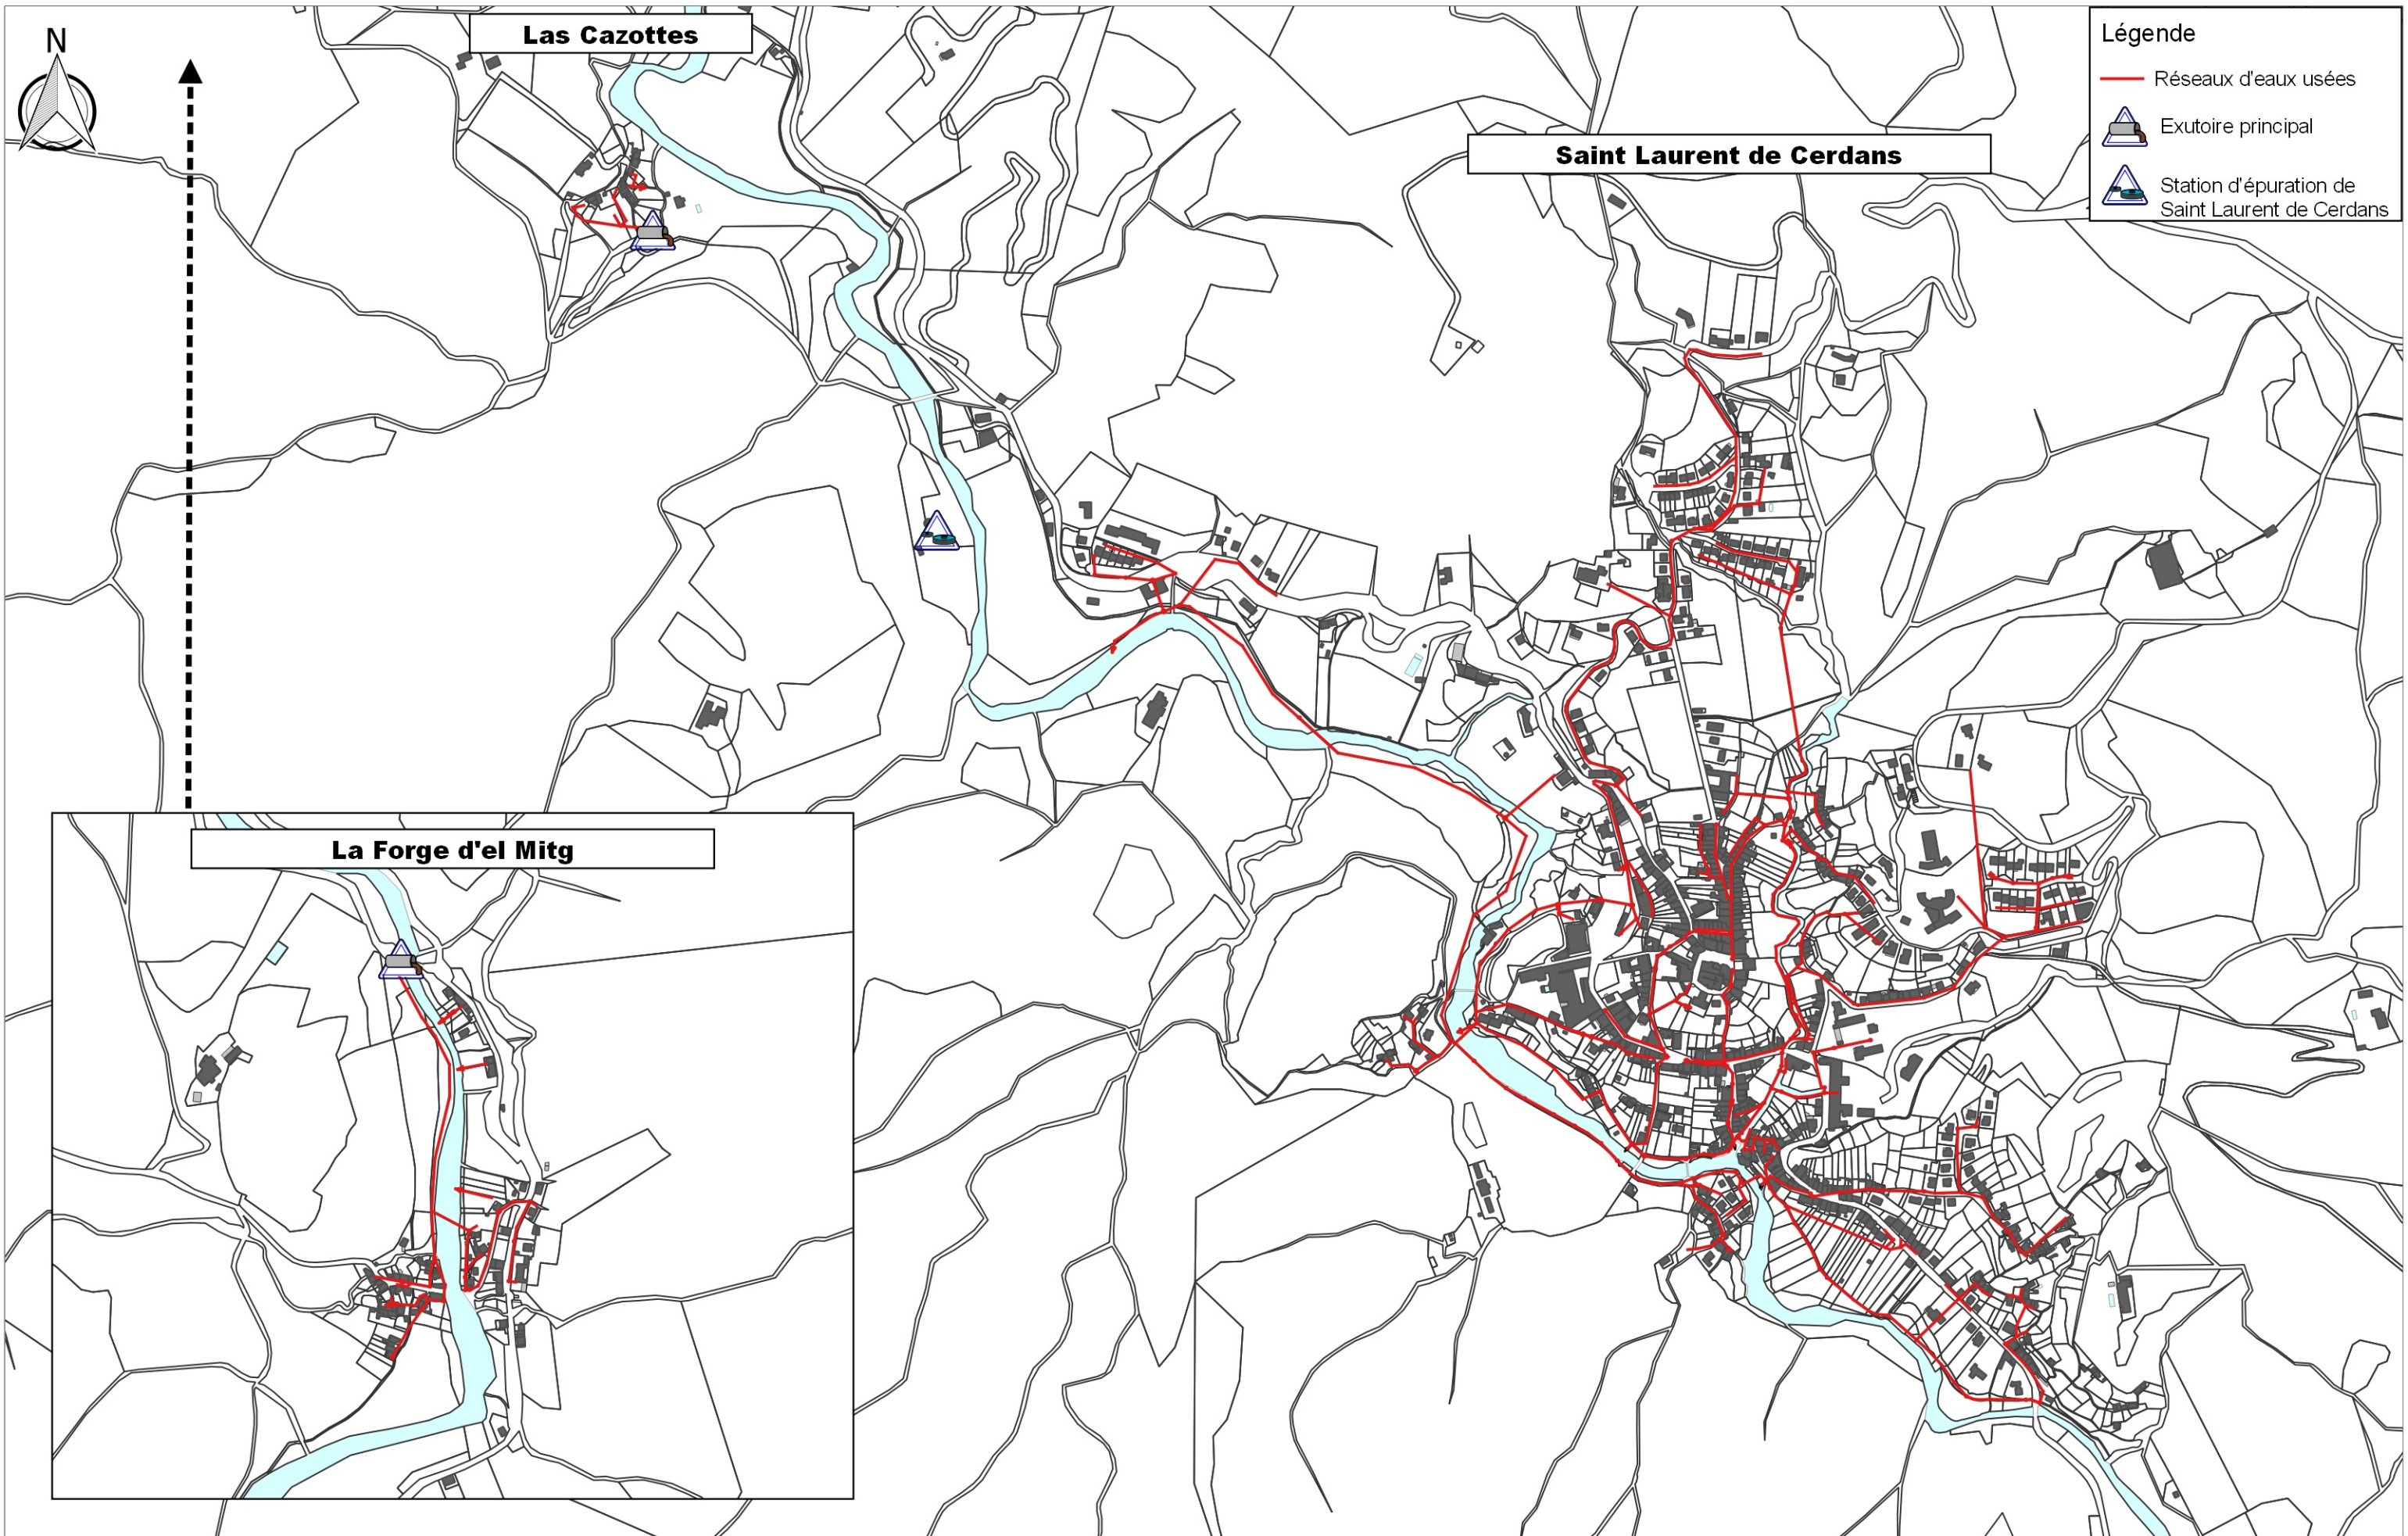 Las Cazottes
N
Légende
Réseaux d'eaux usées
Exutoire principal
Station d'épuration de
Saint Laurent de Cerdans
Saint Laurent de Cerdans
La Forge d'el Mitg